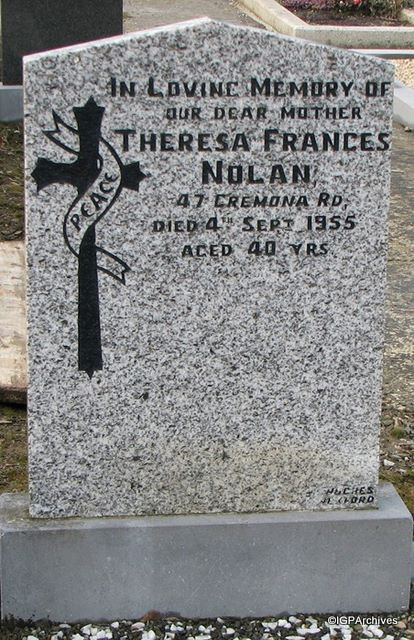 In Loving Memory of
our dear mother
Theresa Frances
Nolan
47 Cremona Rd,
died 4th Sept 1955
aged 40 yrs.
PEACE
HUGHES
©IGPArchives